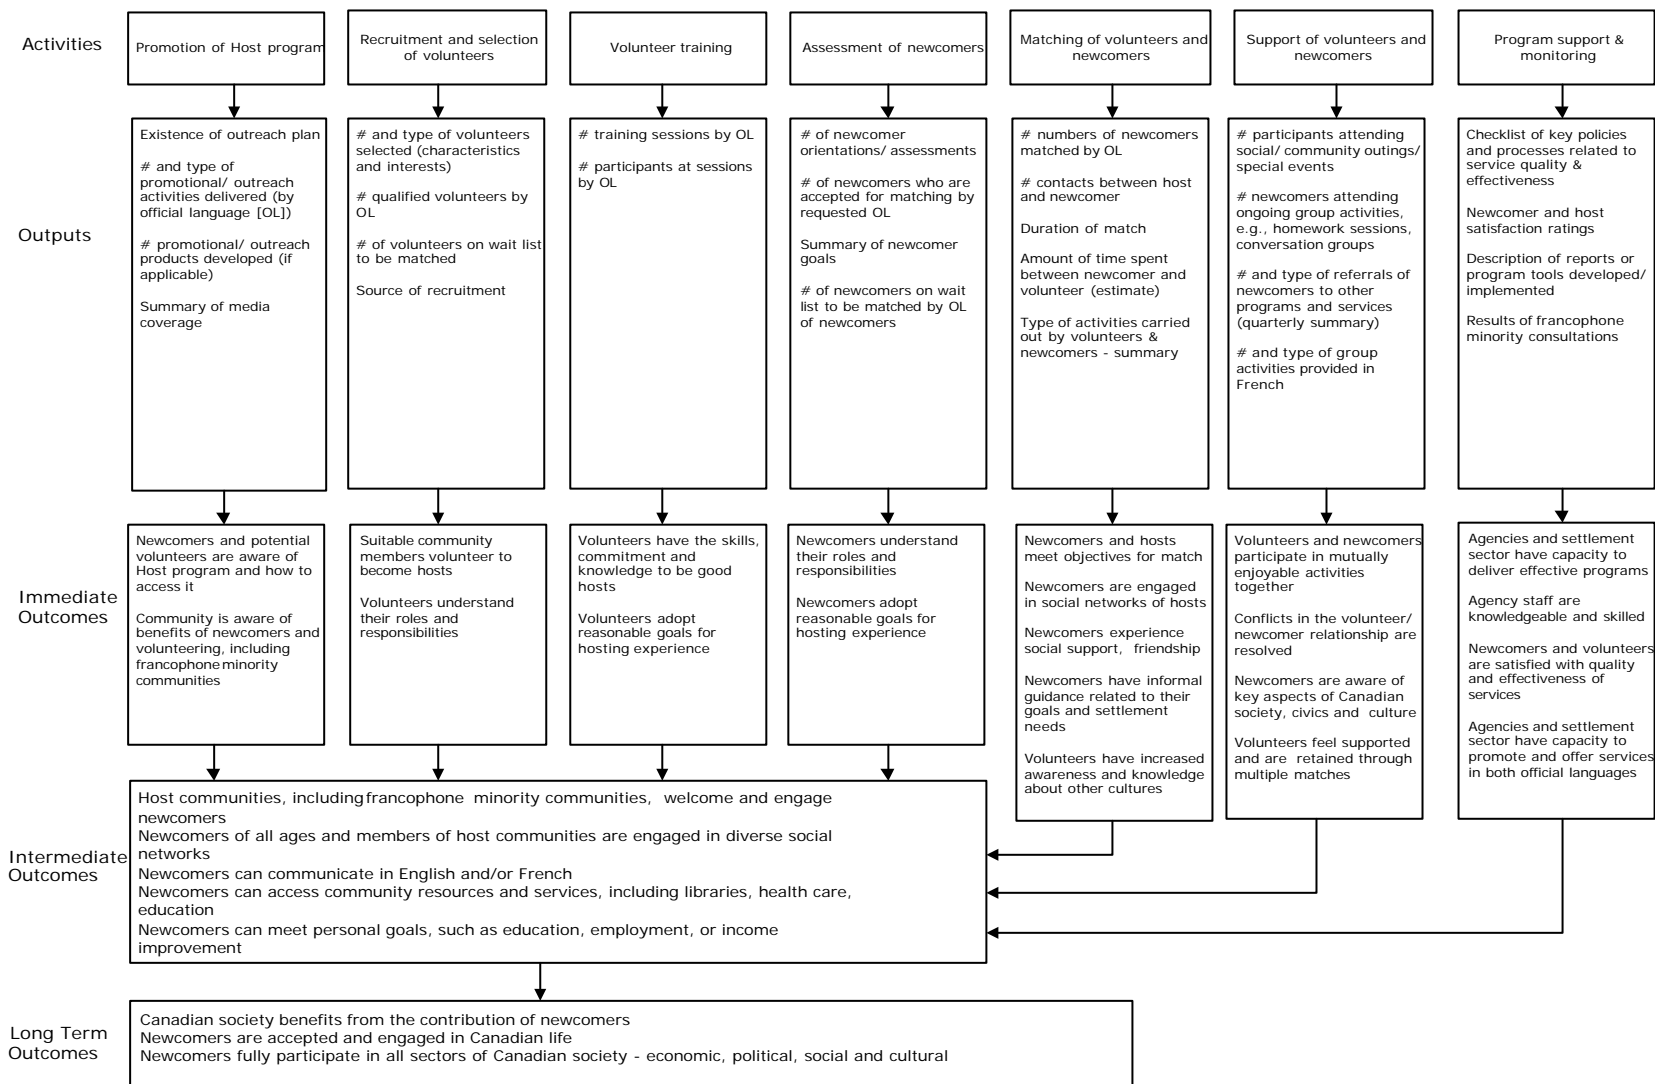 Activities
Promotion of Host program
Recruitment and selection
of volunteers
Volunteer training
Assessment of newcomers
Matching of volunteers and
newcomers
Support of volunteers and
newcomers
Program support &
monitoring
Outputs
Existence of outreach plan
# and type of
promotional/ outreach
activities delivered (by
official language [OL])
# promotional/ outreach
products developed (if
applicable)
Summary of media
coverage
# and type of volunteers
selected (characteristics
and interests)
# qualified volunteers by
OL
# of volunteers on wait list
to be matched
Source of recruitment
# training sessions by OL
# participants at sessions
by OL
# of newcomer
orientations/ assessments
# of newcomers who are
accepted for matching by
requested OL
Summary of newcomer
goals
# of newcomers on wait
list to be matched by OL
of newcomers
# numbers of newcomers
matched by OL
# contacts between host
and newcomer
Duration of match
Amount of time spent
between newcomer and
volunteer (estimate)
Type of activities carried
out by volunteers &
newcomers - summary
# participants attending
social/ community outings/
special events
# newcomers attending
ongoing group activities,
e.g., homework sessions,
conversation groups
# and type of referrals of
newcomers to other
programs and services
(quarterly summary)
# and type of group
activities provided in
French
Checklist of key policies
and processes related to
service quality &
effectiveness
Newcomer and host
satisfaction ratings
Description of reports or
program tools developed/
implemented
Results of francophone
minority consultations
Immediate
Outcomes
Newcomers and potential
volunteers are aware of
Host program and how to
access it
Community is aware of
benefits of newcomers and
volunteering, including
francophone minority
communities
Suitable community
members volunteer to
become hosts
Volunteers understand
their roles and
responsibilities
Volunteers have the skills,
commitment and
knowledge to be good
hosts
Volunteers adopt
reasonable goals for
hosting experience
Newcomers understand
their roles and
responsibilities
Newcomers adopt
reasonable goals for
hosting experience
Newcomers and hosts
meet objectives for match
Newcomers are engaged
in social networks of hosts
Newcomers experience
social support, friendship
Newcomers have informal
guidance related to their
goals and settlement
needs
Volunteers have increased
awareness and knowledge
about other cultures
Volunteers and newcomers
participate in mutually
enjoyable activities
together
Conflicts in the volunteer/
newcomer relationship are
resolved
Newcomers are aware of
key aspects of Canadian
society, civics and culture
Volunteers feel supported
and are retained through
multiple matches
Agencies and settlement
sector have capacity to
deliver effective programs
Agency staff are
knowledgeable and skilled
Newcomers and volunteers
are satisfied with quality
and effectiveness of
services
Agencies and settlement
sector have capacity to
promote and offer services
in both official languages
Intermediate
Outcomes
Host communities, including francophone minority communities, welcome and engage
newcomers
Newcomers of all ages and members of host communities are engaged in diverse social
networks
Newcomers can communicate in English and/or French
Newcomers can access community resources and services, including libraries, health care,
education
Newcomers can meet personal goals, such as education, employment, or income
improvement
Long Term
Outcomes
Canadian society benefits from the contribution of newcomers
Newcomers are accepted and engaged in Canadian life
Newcomers fully participate in all sectors of Canadian society - economic, political, social and cultural